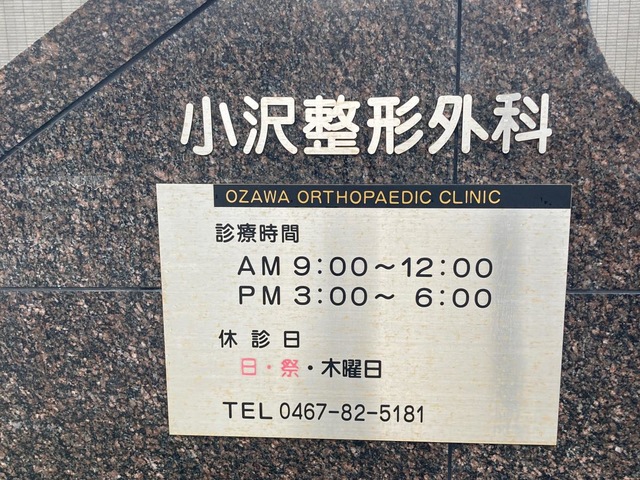 小沢整形外科
OZAWA ORTHOPAEDIC CLINIC
診療時間
AM 9:00〜12:00
PM 3:00〜 6:00
休診日
日・祭・木曜日
TEL 0467-82-5181